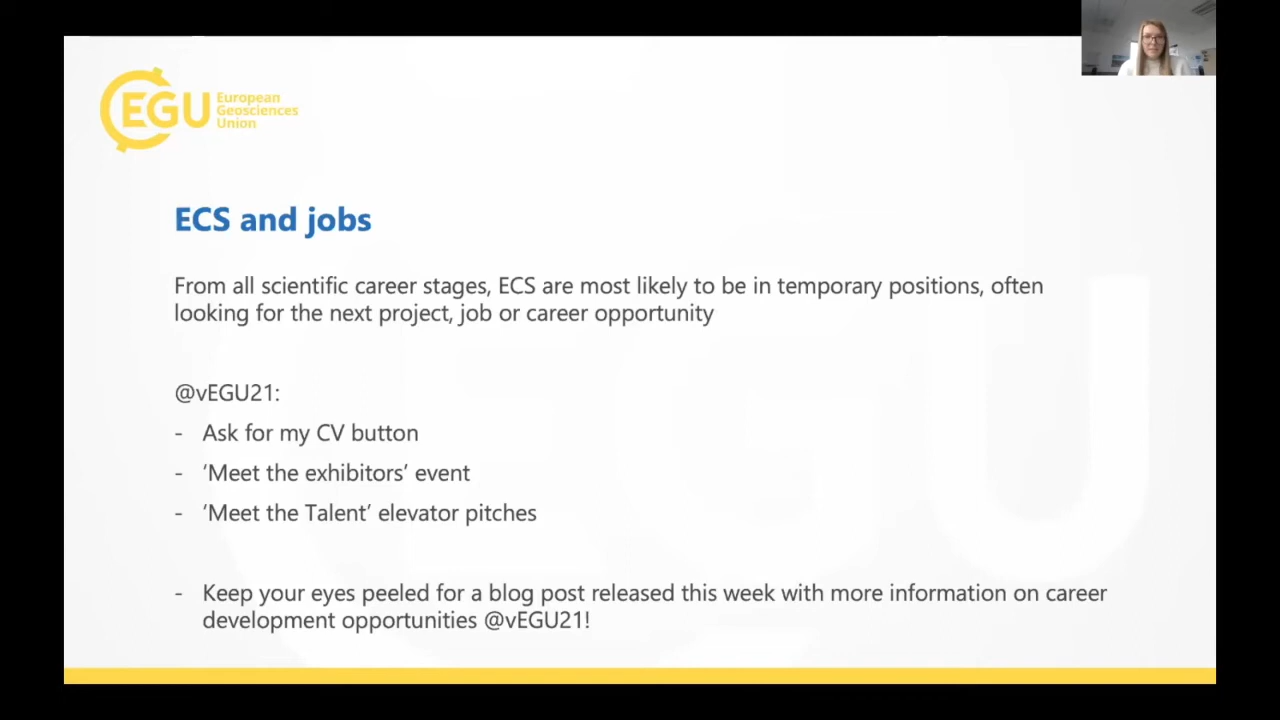 EGU
European
Geosciences
Union
ECS and jobs
From all scientific career stages, ECS are most likely to be in temporary positions, often
looking for the next project, job or career opportunity
@vEGU21:
- Ask for my CV button
- ‘Meet the exhibitors’ event
- ‘Meet the Talent’ elevator pitches
- Keep your eyes peeled for a blog post released this week with more information on career
development opportunities @vEGU21!